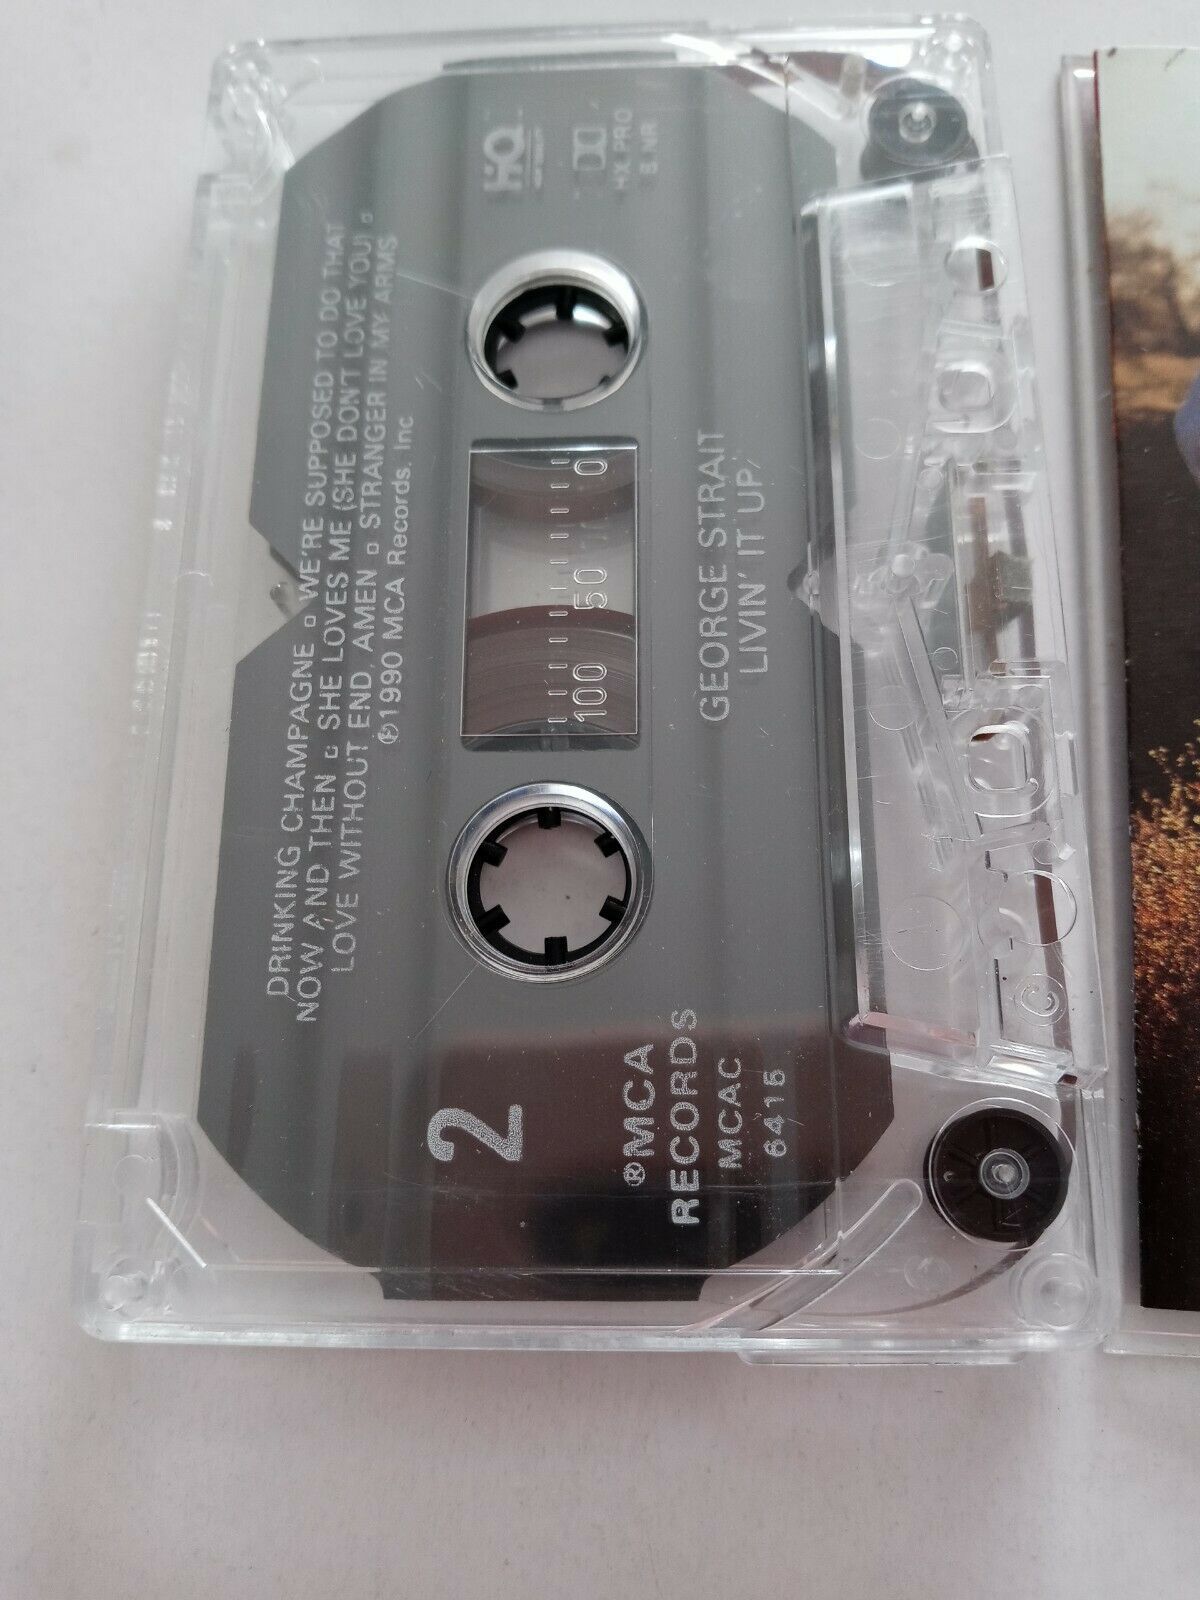 DRINKING CHAMPAGNE ▫ WE'RE SUPPOSED TO DO THAT
NOW AND THEN ▫ SHE LOVES ME (SHE DON'T LOVE YOU) ▫
LOVE WITHOUT END, AMEN ▫ STRANGER IN MY ARMS
℗1990 MCA Records, Inc
HQ
HX PRO
B NR
2
100 50 0
®MCA
RECORDS
MCAC
6415
GEORGE STRAIT
LIVIN' IT UP
©